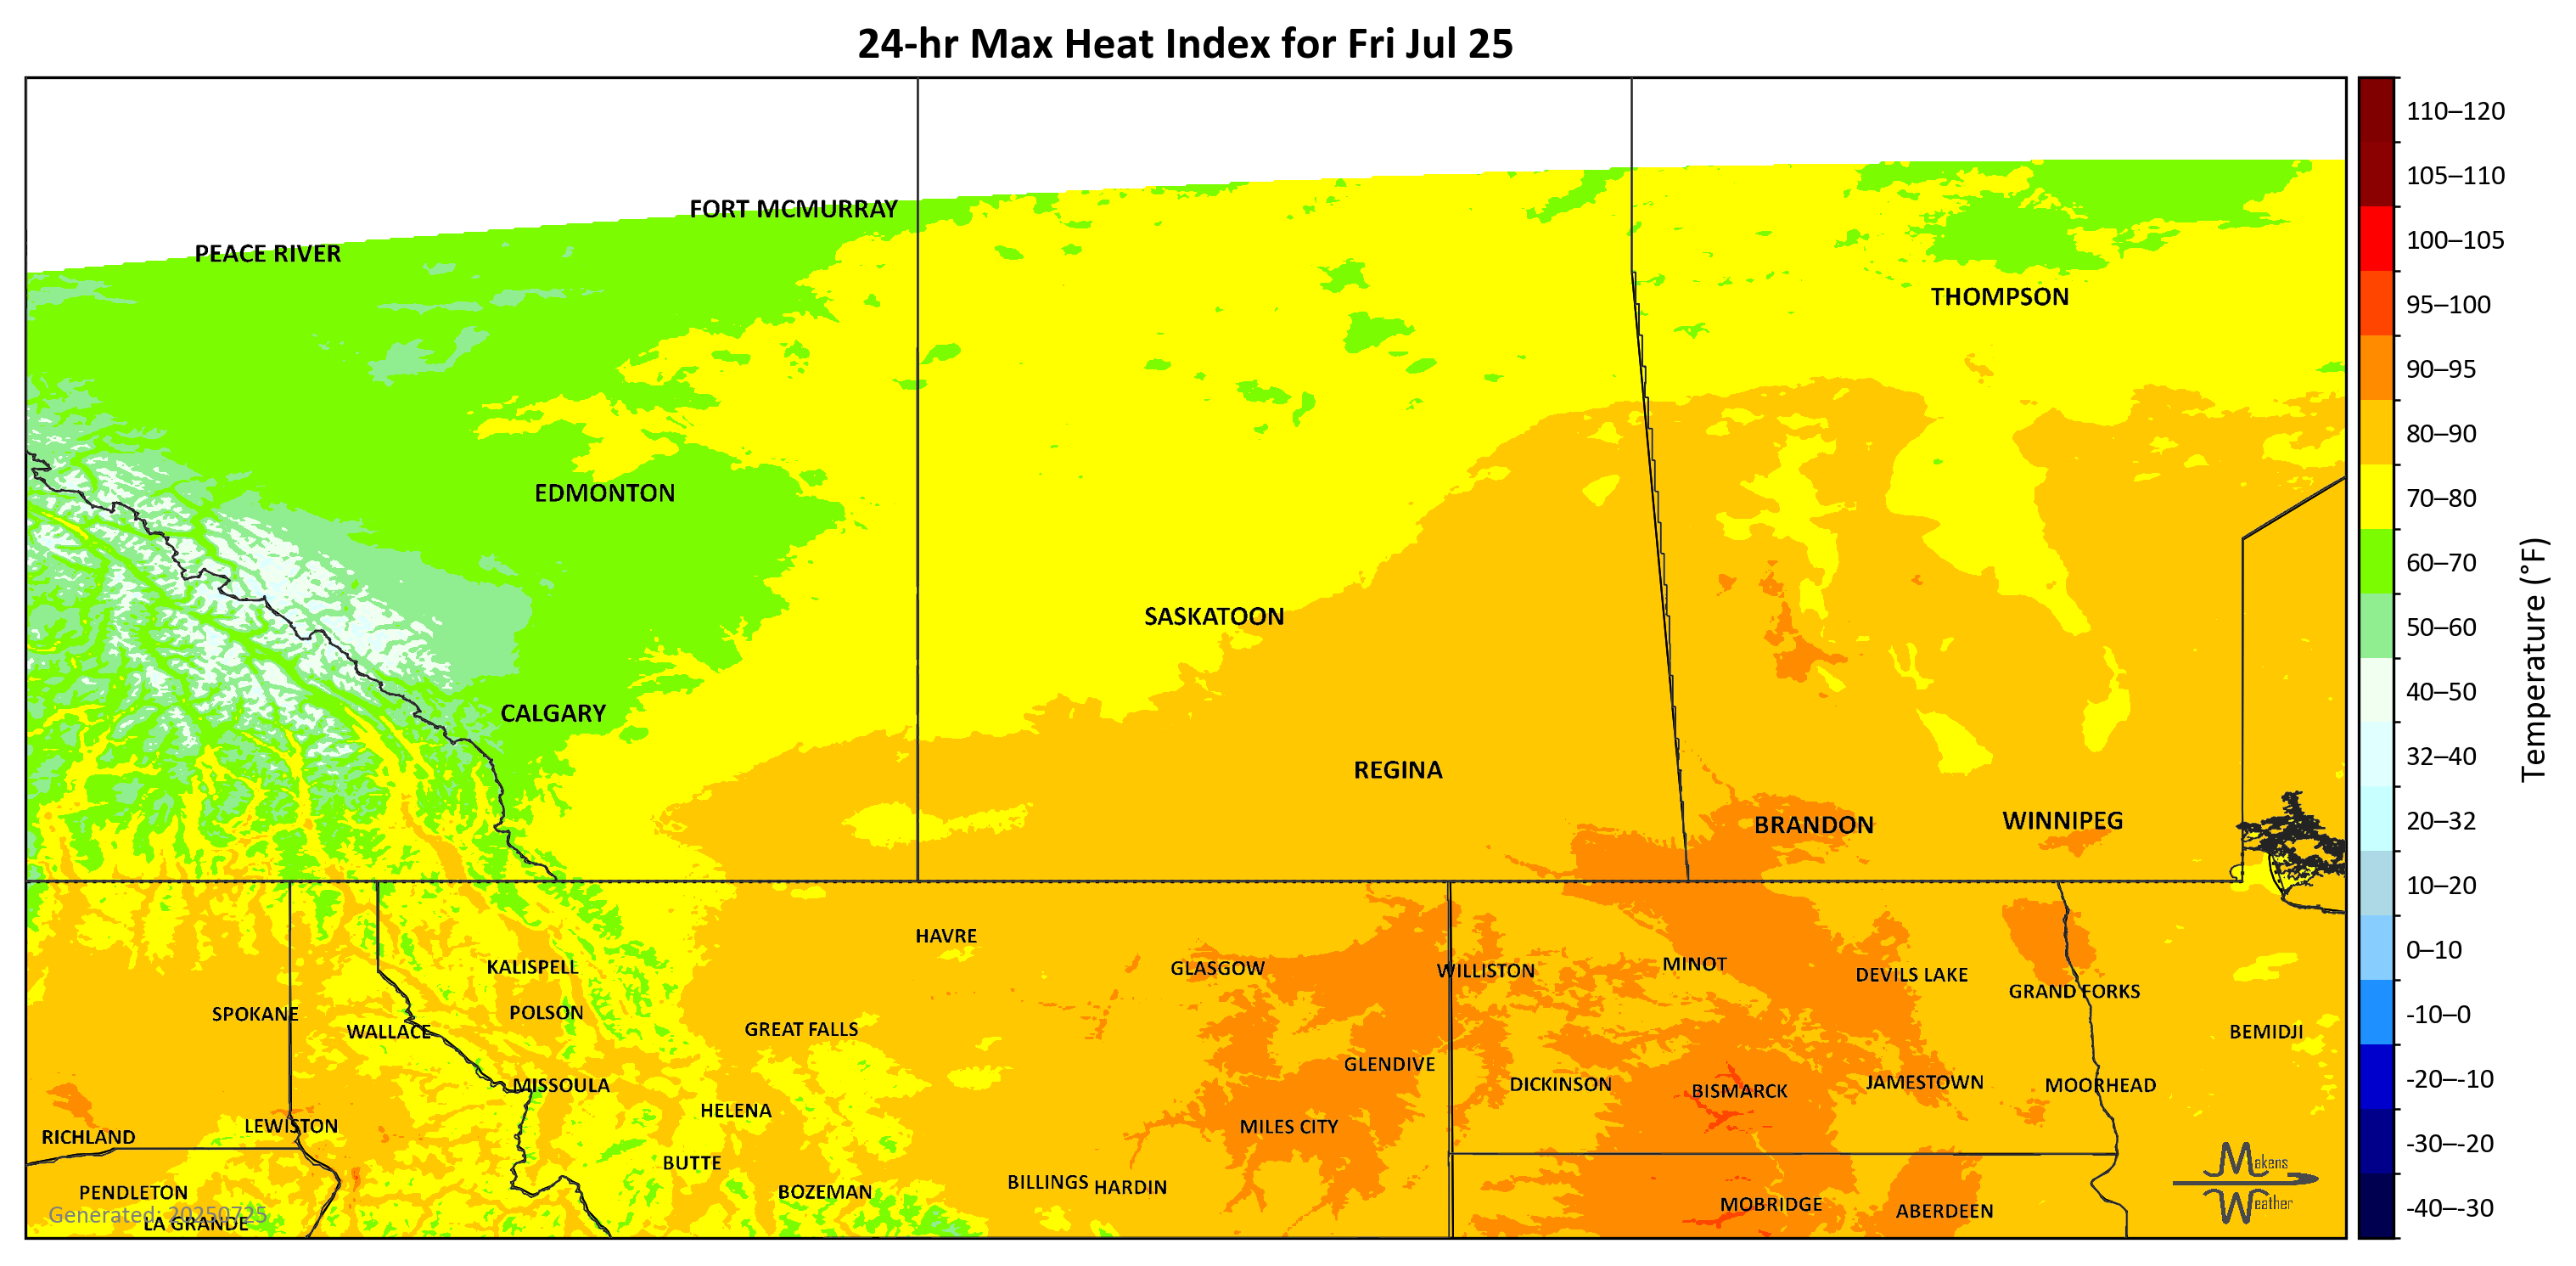 24-hr Max Heat Index for Fri Jul 25
110–120
105–110
FORT MCMURRAY
100–105
PEACE RIVER
THOMPSON
95–100
90–95
80–90
EDMONTON
70–80
60–70
SASKATOON
50–60
40–50
CALGARY
32–40
REGINA
20–32
BRANDON
WINNIPEG
10–20
0–10
Temperature (°F)
HAVRE
KALISPELL
GLASGOW
WILLISTON
MINOT
DEVILS LAKE
GRAND FORKS
SPOKANE
POLSON
-10–0
WALLACE
GREAT FALLS
BEMIDJI
GLENDIVE
MISSOULA
DICKINSON
BISMARCK
JAMESTOWN
MOORHEAD
-20–-10
HELENA
LEWISTON
MILES CITY
RICHLAND
-30–-20
BUTTE
Makens
Weather
PENDLETON
BOZEMAN
BILLINGS
HARDIN
MOBRIDGE
ABERDEEN
-40–-30
Generated: 20250725
LA GRANDE